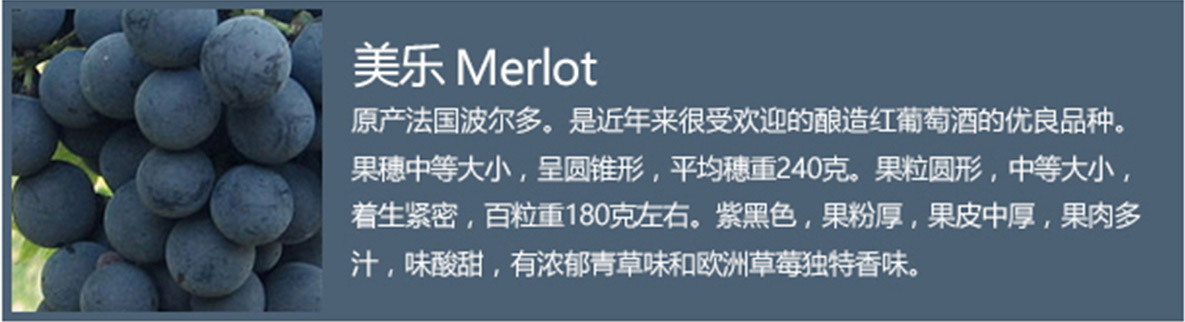 美乐 Merlot
原产法国波尔多。是近年来很受欢迎的酿造红葡萄酒的优良品种。
果穗中等大小，呈圆锥形，平均穗重240克。果粒圆形，中等大小，
着生紧密，百粒重180克左右。紫黑色，果粉厚，果皮中厚，果肉多
汁，味酸甜，有浓郁青草味和欧洲草莓独特香味。